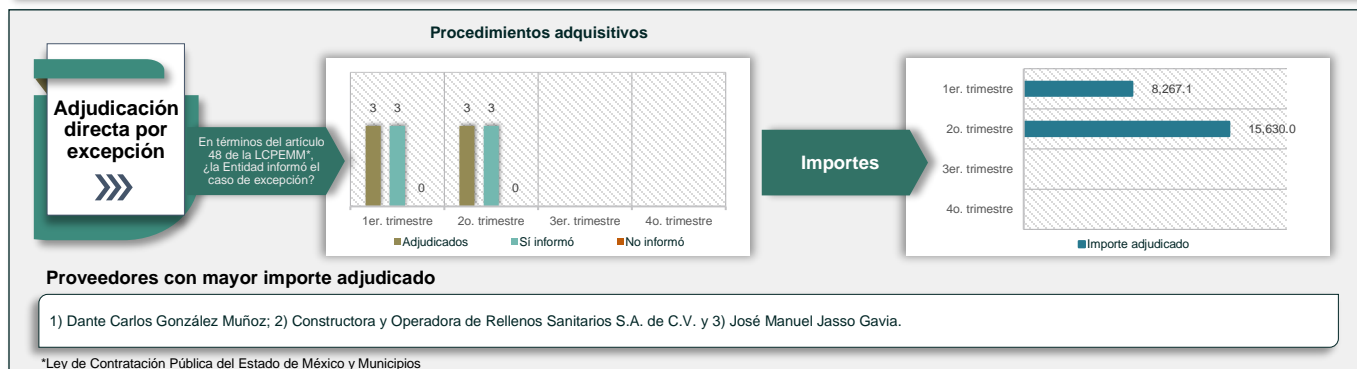 Procedimientos adquisitivos
Adjudicación
directa por
excepción
En términos del artículo
48 de la LCPEMM*,
¿la Entidad informó el
caso de excepción?
3 3 0 3 3 0
1er. trimestre 2o. trimestre 3er. trimestre 4o. trimestre
Adjudicados Sí informó No informó
Importes
1er. trimestre 8,267.1
2o. trimestre 15,630.0
3er. trimestre
4o. trimestre
Importe adjudicado
Proveedores con mayor importe adjudicado
1) Dante Carlos González Muñoz; 2) Constructora y Operadora de Rellenos Sanitarios S.A. de C.V. y 3) José Manuel Jasso Gavia.
*Ley de Contratación Pública del Estado de México y Municipios